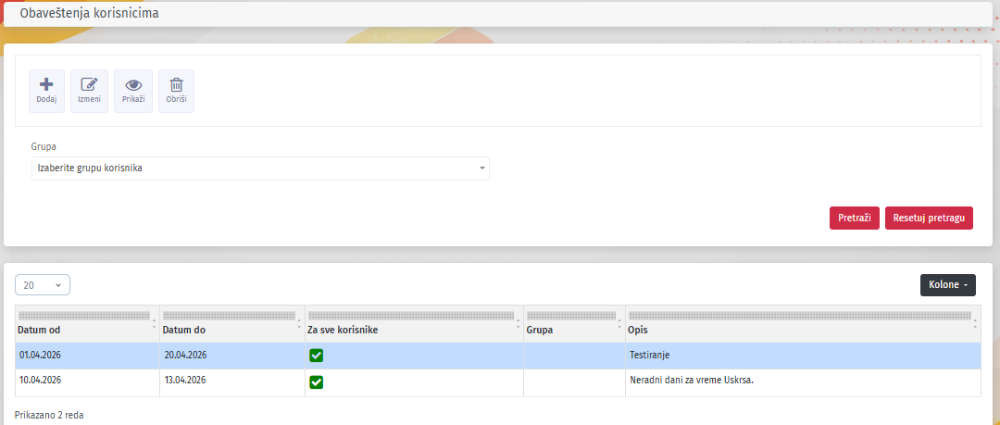 Obaveštenja korisnicima
Dodaj Izmeni Prikaži Obriši
Grupa
Izaberite grupu korisnika
Pretraži Resetuj pretragu
20 Kolone
Datum od Datum do Za sve korisnike Grupa Opis
01.04.2026 20.04.2026 Testiranje
10.04.2026 13.04.2026 Neradni dani za vreme Uskrsa.
Prikazano 2 reda